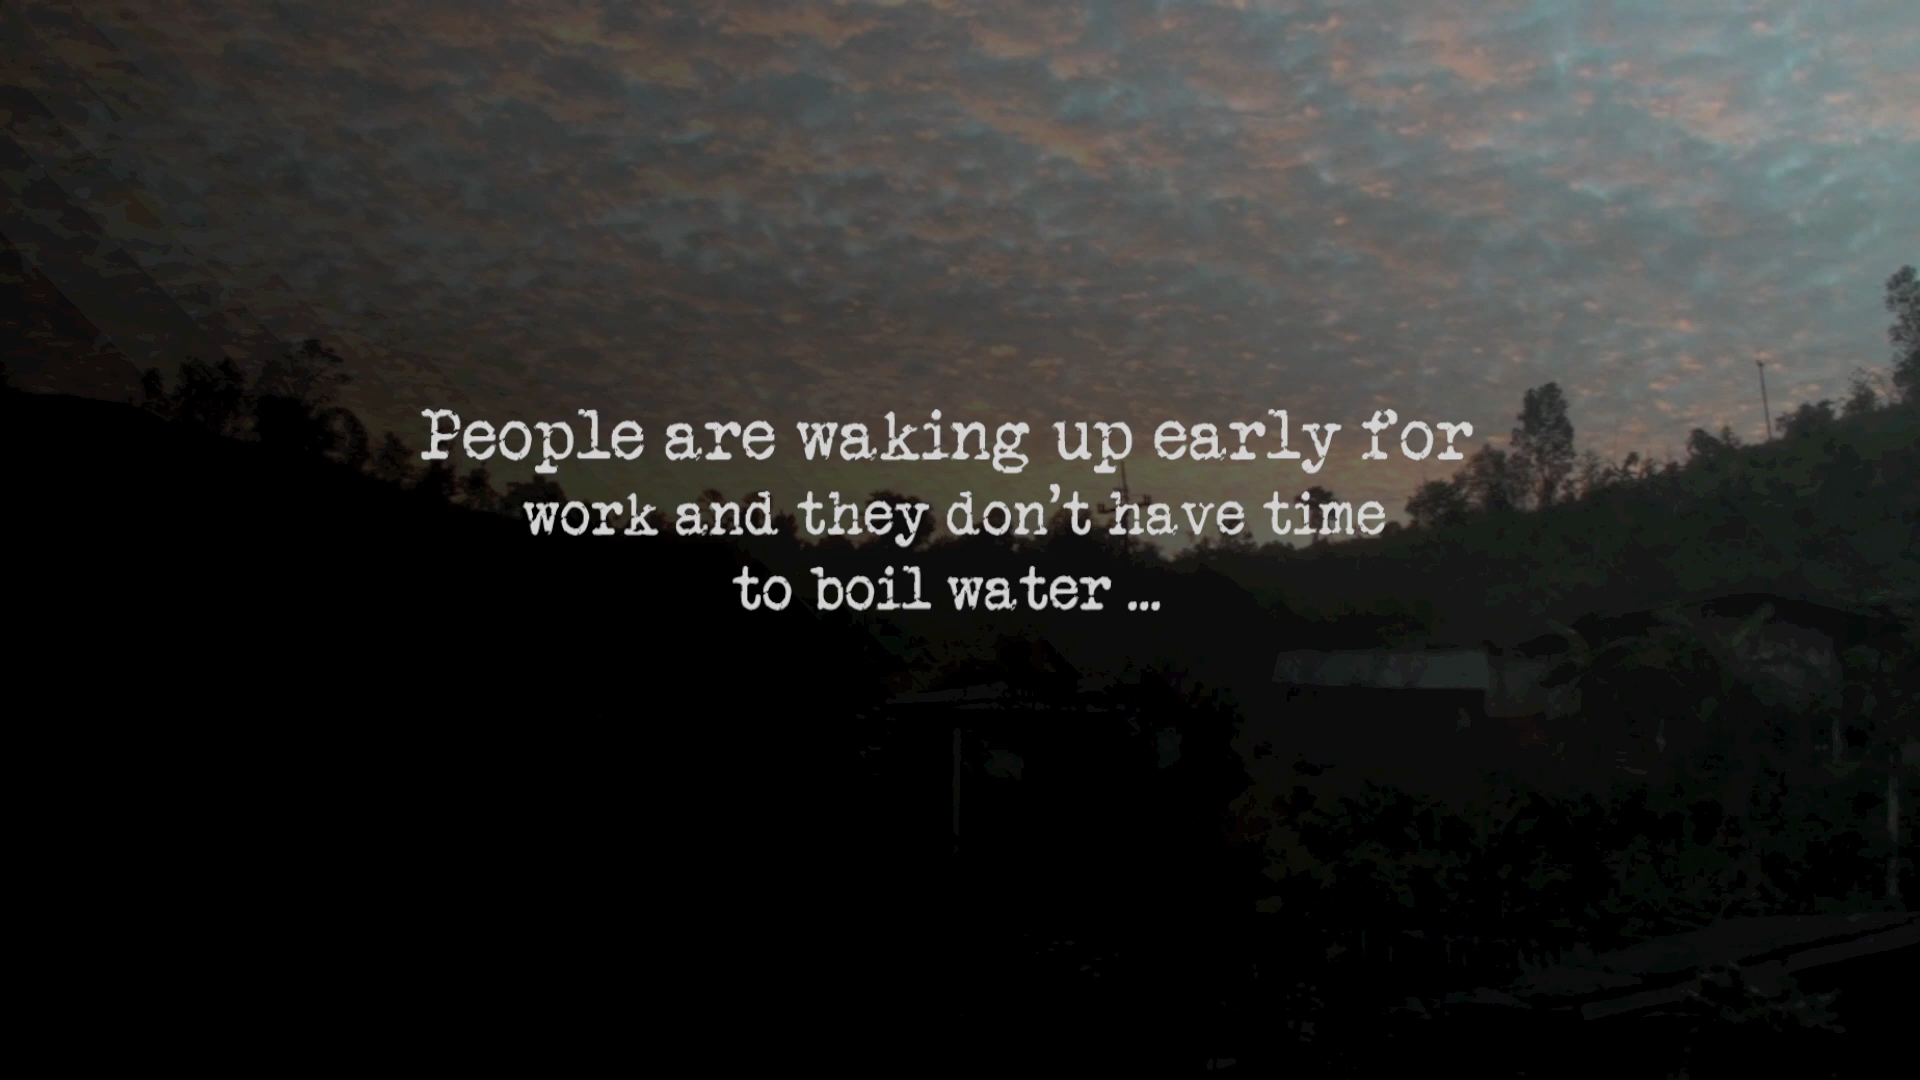 People are waking up early for
work and they don't have time
to boil water ...